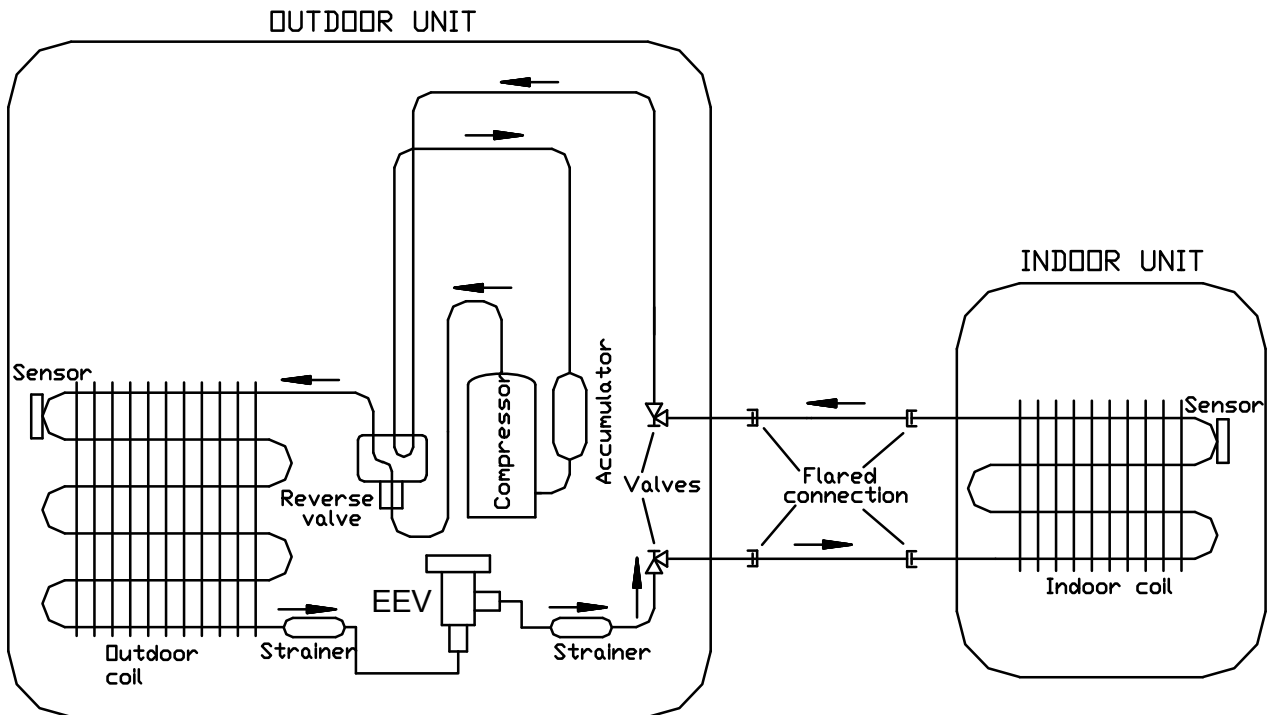 OUTDOOR UNIT
INDOOR UNIT
Sensor
Compressor
Accumulator
Sensor
Reverse
valve
Valves
Flared
connection
EEV
Indoor coil
Outdoor
coil
Strainer
Strainer